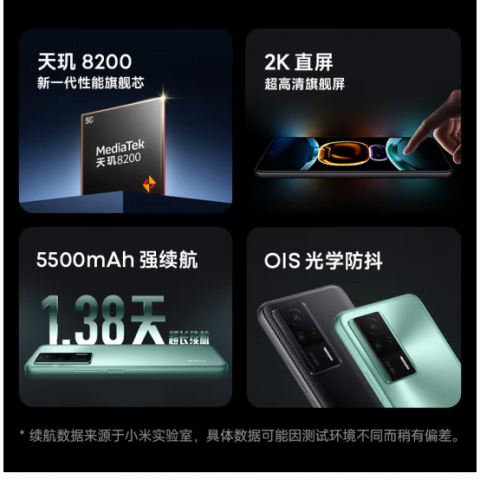 天玑 8200
新一代性能旗舰芯
5G
MediaTek
天玑8200
2K 直屏
超高清旗舰屏
5500mAh 强续航
1.38天
超长续航
OIS 光学防抖
* 续航数据来源于小米实验室，具体数据可能因测试环境不同而稍有偏差。